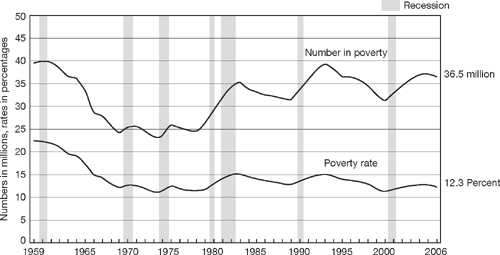 Recession
50
45
40
35
30
25
20
15
10
5
0
Numbers in millions, rates in percentages
Number in poverty
36.5 million
Poverty rate
12.3 Percent
1959 1965 1970 1975 1980 1985 1990 1995 2000 2006